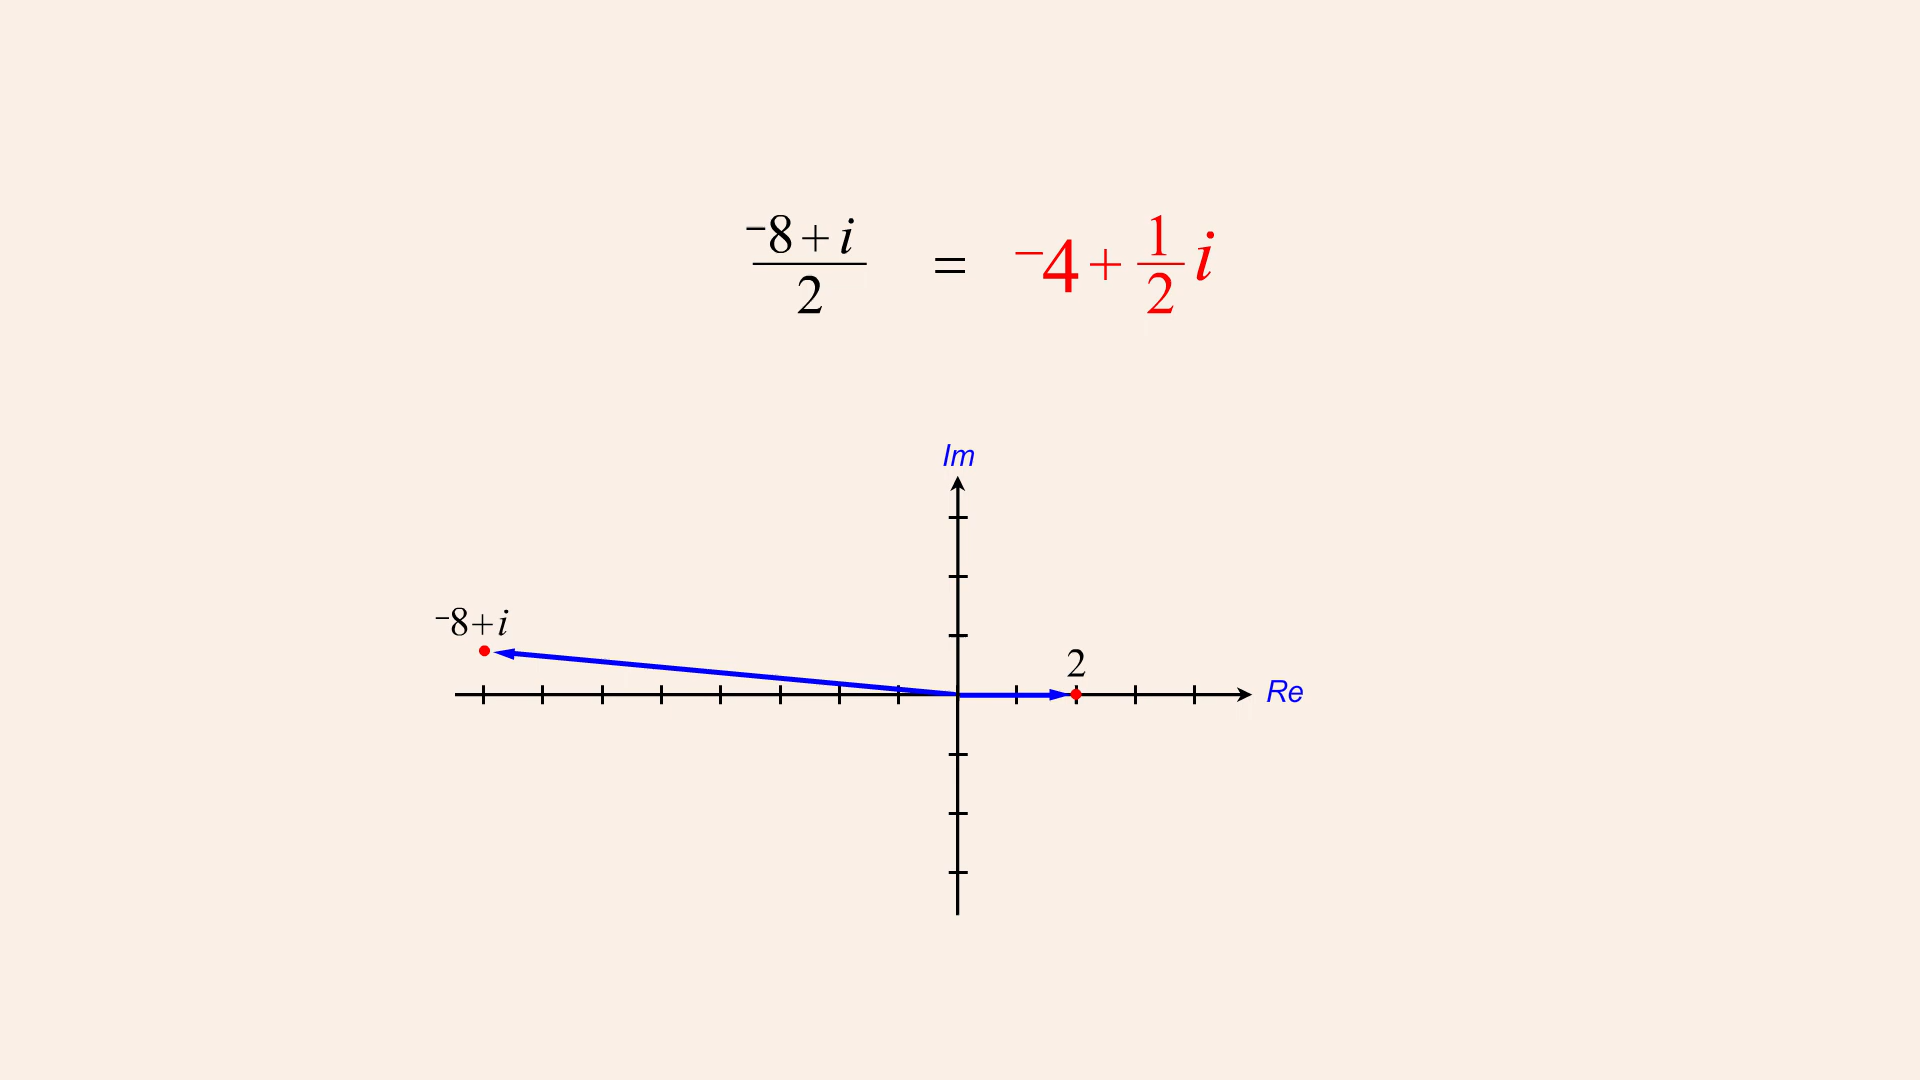 ⁻8+i / 2 = ⁻4+ 1/2 i
Im
⁻8+i
2
Re